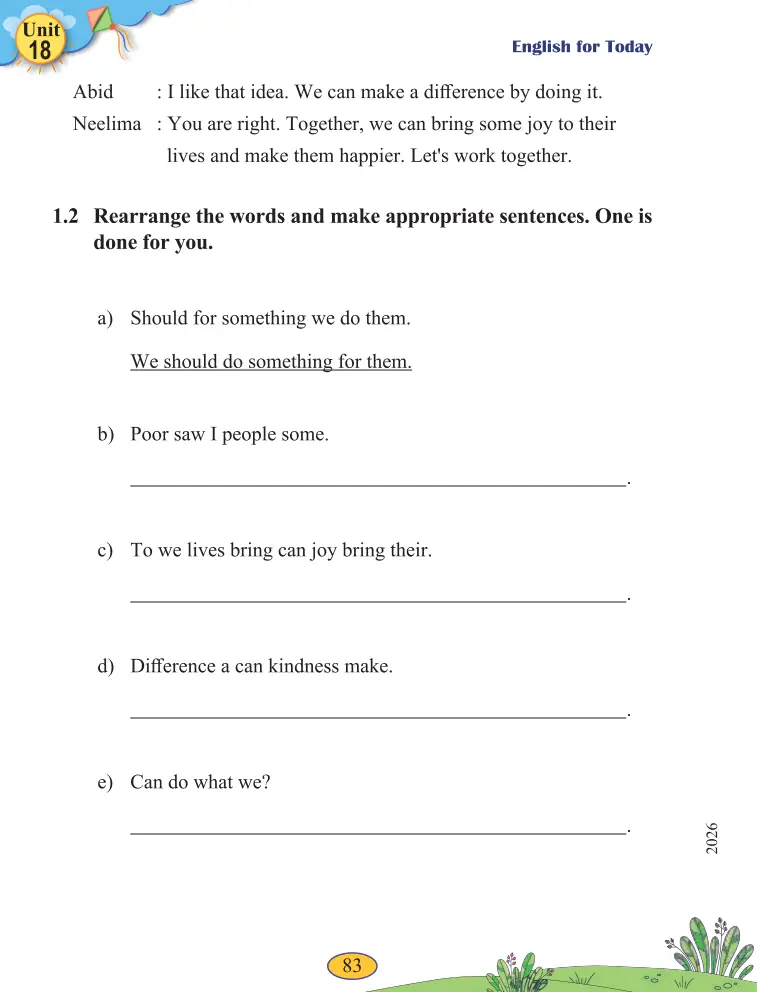 Unit
18
English for Today
Abid : I like that idea. We can make a difference by doing it.
Neelima : You are right. Together, we can bring some joy to their
lives and make them happier. Let's work together.
1.2 Rearrange the words and make appropriate sentences. One is
done for you.
a) Should for something we do them.
We should do something for them.
b) Poor saw I people some.
.
c) To we lives bring can joy bring their.
.
d) Difference a can kindness make.
.
e) Can do what we?
.
2026
83